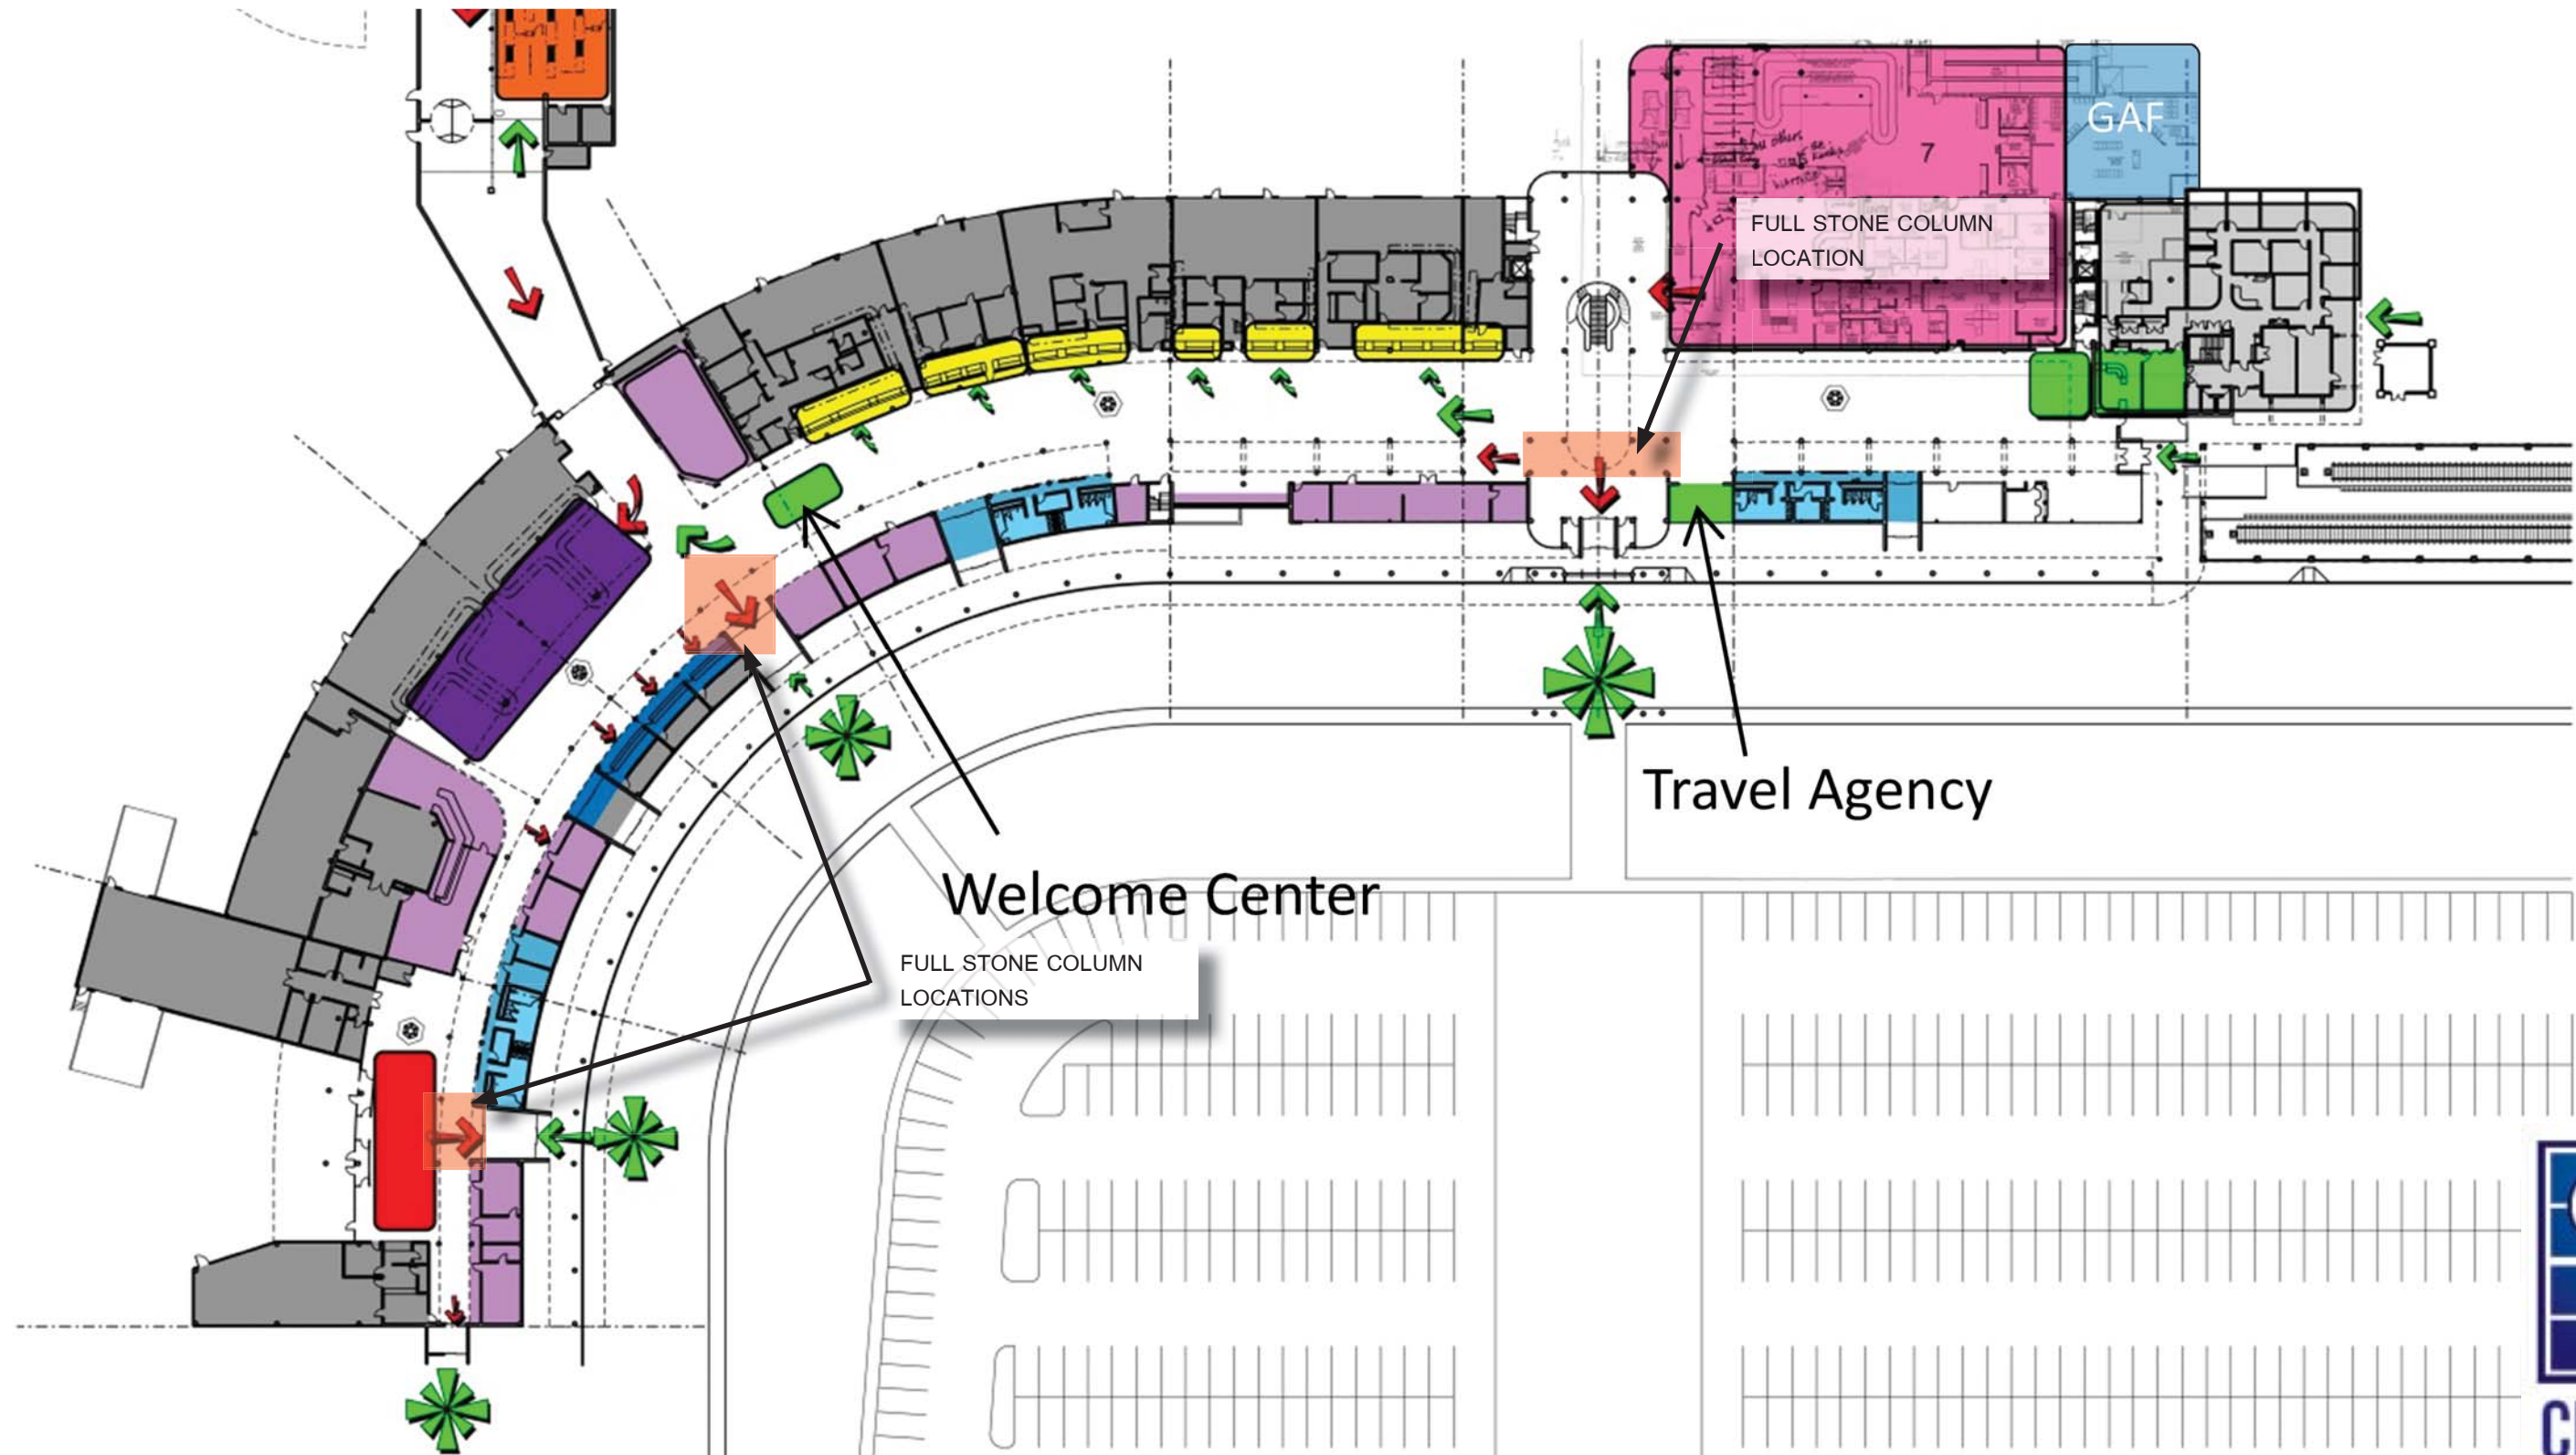 GAF
7
FULL STONE COLUMN
LOCATION
Travel Agency
Welcome Center
FULL STONE COLUMN
LOCATIONS